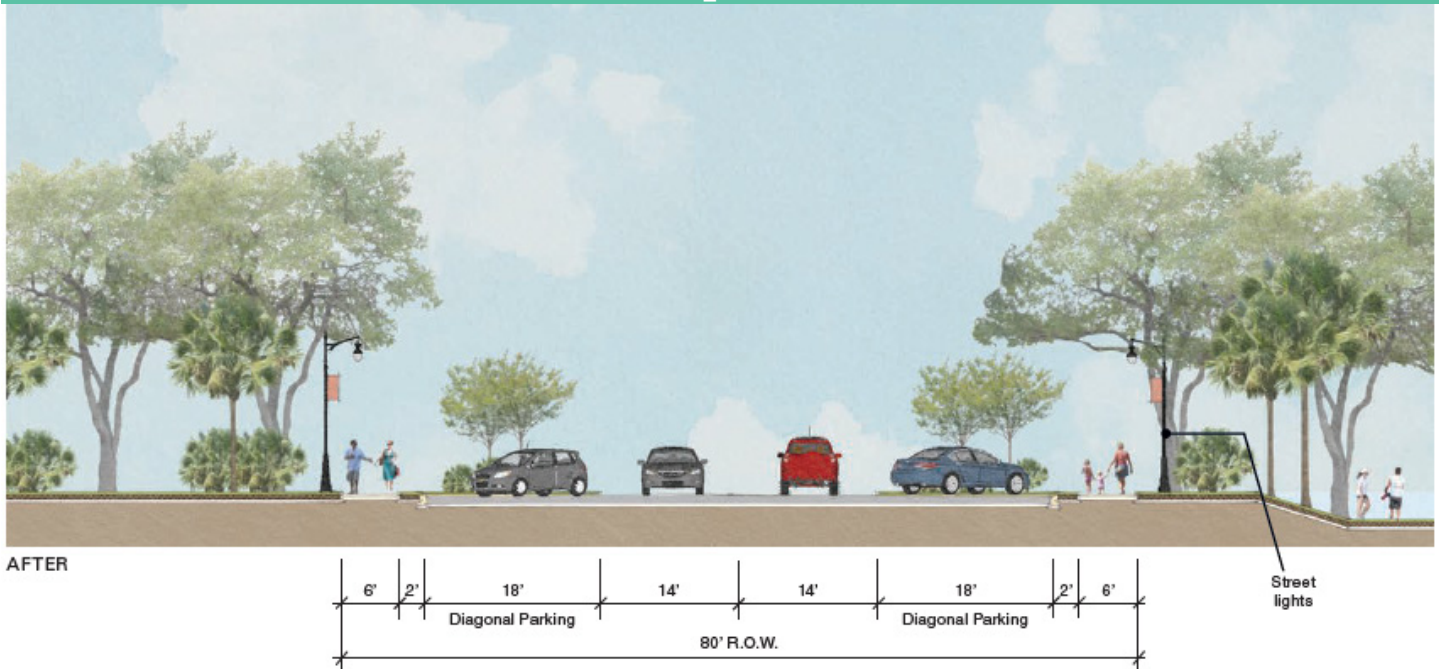 AFTER
6' 2' 18' 14' 14' 18' 2' 6'
Diagonal Parking Diagonal Parking
80' R.O.W.
Street
lights